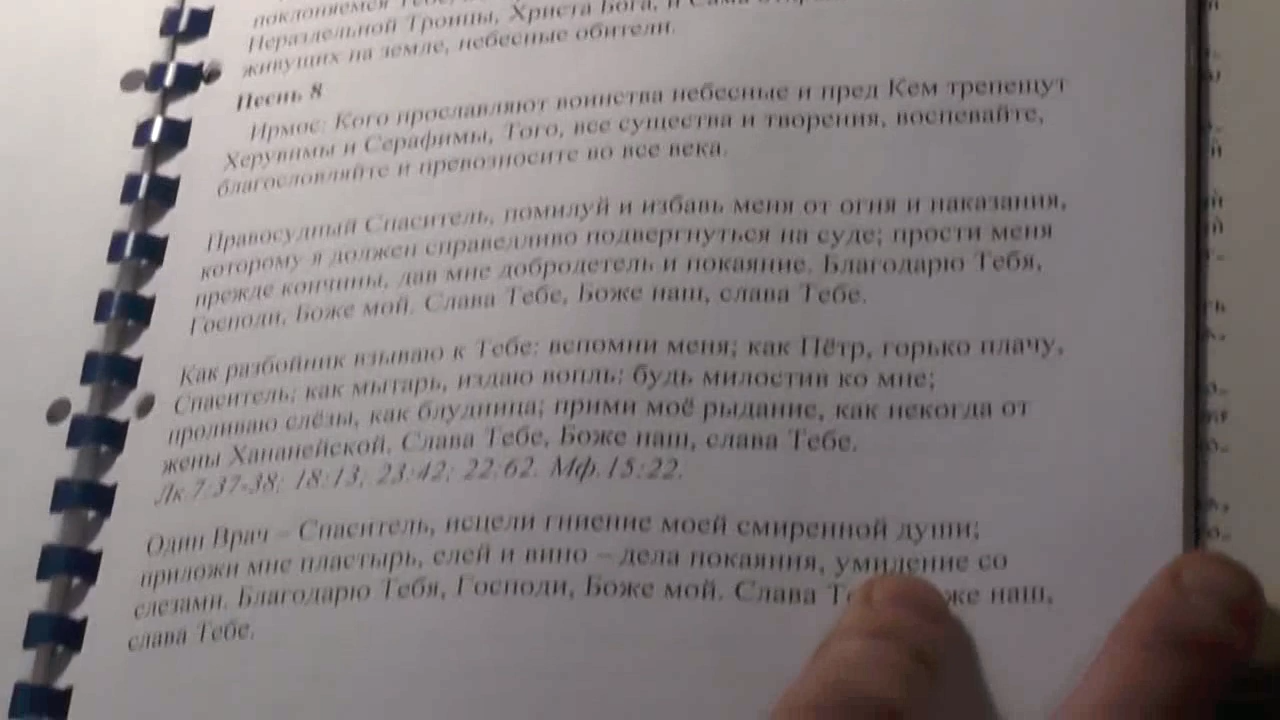 поклоняемся Тебе,
Нераздельной Троицы, Христа Бога, и Сама
живущих на земле, небесные обители.
Песнь 8
Ирмос: Кого прославляют воинства небесные и пред Кем трепещут
Херувимы и Серафимы, Того, все существа и творения, воспевайте,
благословляйте и превозносите во все века.
Правосудный Спаситель, помилуй и избавь меня от огня и наказания,
которому я должен справедливо подвергнуться на суде; прости меня
прежде кончины, дав мне добродетель и покаяние. Благодарю Тебя,
Господи, Боже мой. Слава Тебе, Боже наш, слава Тебе.
Как разбойник взываю к Тебе: вспомни меня; как Пётр, горько плачу,
Спаситель; как мытарь, издаю вопль: будь милостив ко мне;
проливаю слёзы, как блудница; прими моё рыдание, как некогда от
жены Хананейской. Слава Тебе, Боже наш, слава Тебе.
Лк.7:37-38; 18:13; 23:42; 22:62. Мф.15:22.
Один Врач – Спаситель, исцели гниение моей смиренной души;
приложи мне пластырь, елей и вино – дела покаяния, умиление со
слезами. Благодарю Тебя, Господи, Боже мой. Слава наш,
слава Тебе.